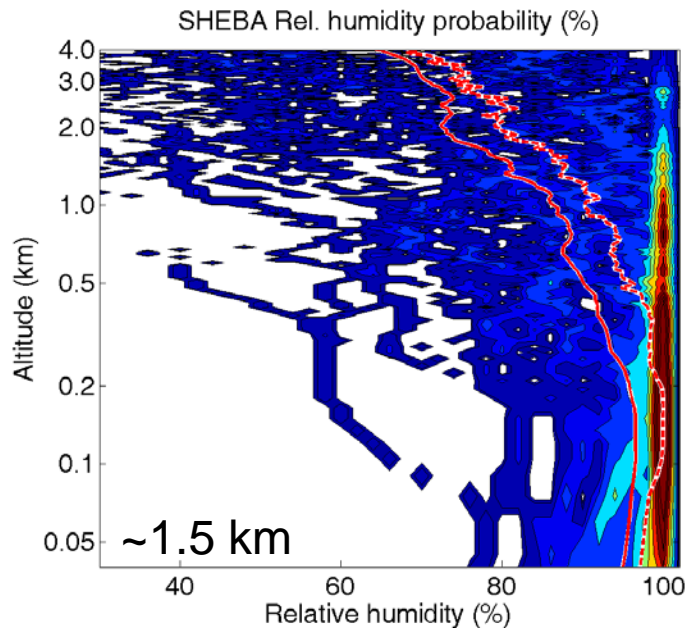 SHEBA Rel. humidity probability (%)
4.0
3.0
2.0
1.0
0.5
0.2
0.1
0.05
Altitude (km)
~1.5 km
40 60 80 100
Relative humidity (%)